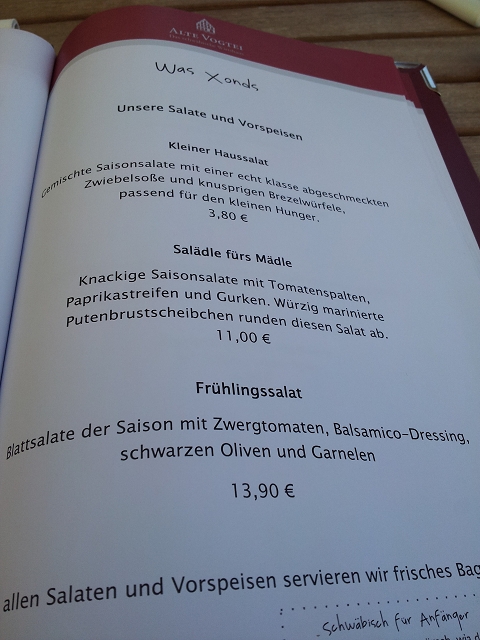 ALTE VOGTEI
Was Xonds
Unsere Salate und Vorspeisen
Kleiner Haussalat
Gemischte Saisonsalate mit einer echt klasse abgeschmeckten
Zwiebelsoße und knusprigen Brezelwürfele,
passend für den kleinen Hunger.
3,80 €
Salädle fürs Mädle
Knackige Saisonsalate mit Tomatenspalten,
Paprikastreifen und Gurken. Würzig marinierte
Putenbrustscheibchen runden diesen Salat ab.
11,00 €
Frühlingssalat
Blattsalate der Saison mit Zwergtomaten, Balsamico-Dressing,
schwarzen Oliven und Garnelen
13,90 €
allen Salaten und Vorspeisen servieren wir frisches Bag
Schwäbisch für Anfänger